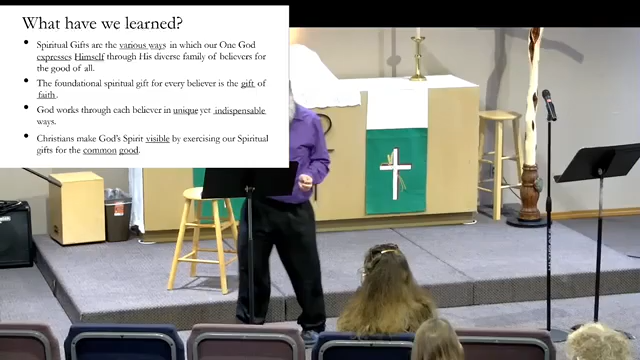 What have we learned?
• Spiritual Gifts are the various ways in which our One God
expresses Himself through His diverse family of believers for
the good of all.
• The foundational spiritual gift for every believer is the gift of
faith.
• God works through each believer in unique yet indispensable
ways.
• Christians make God's Spirit visible by exercising our Spiritual
gifts for the common good.